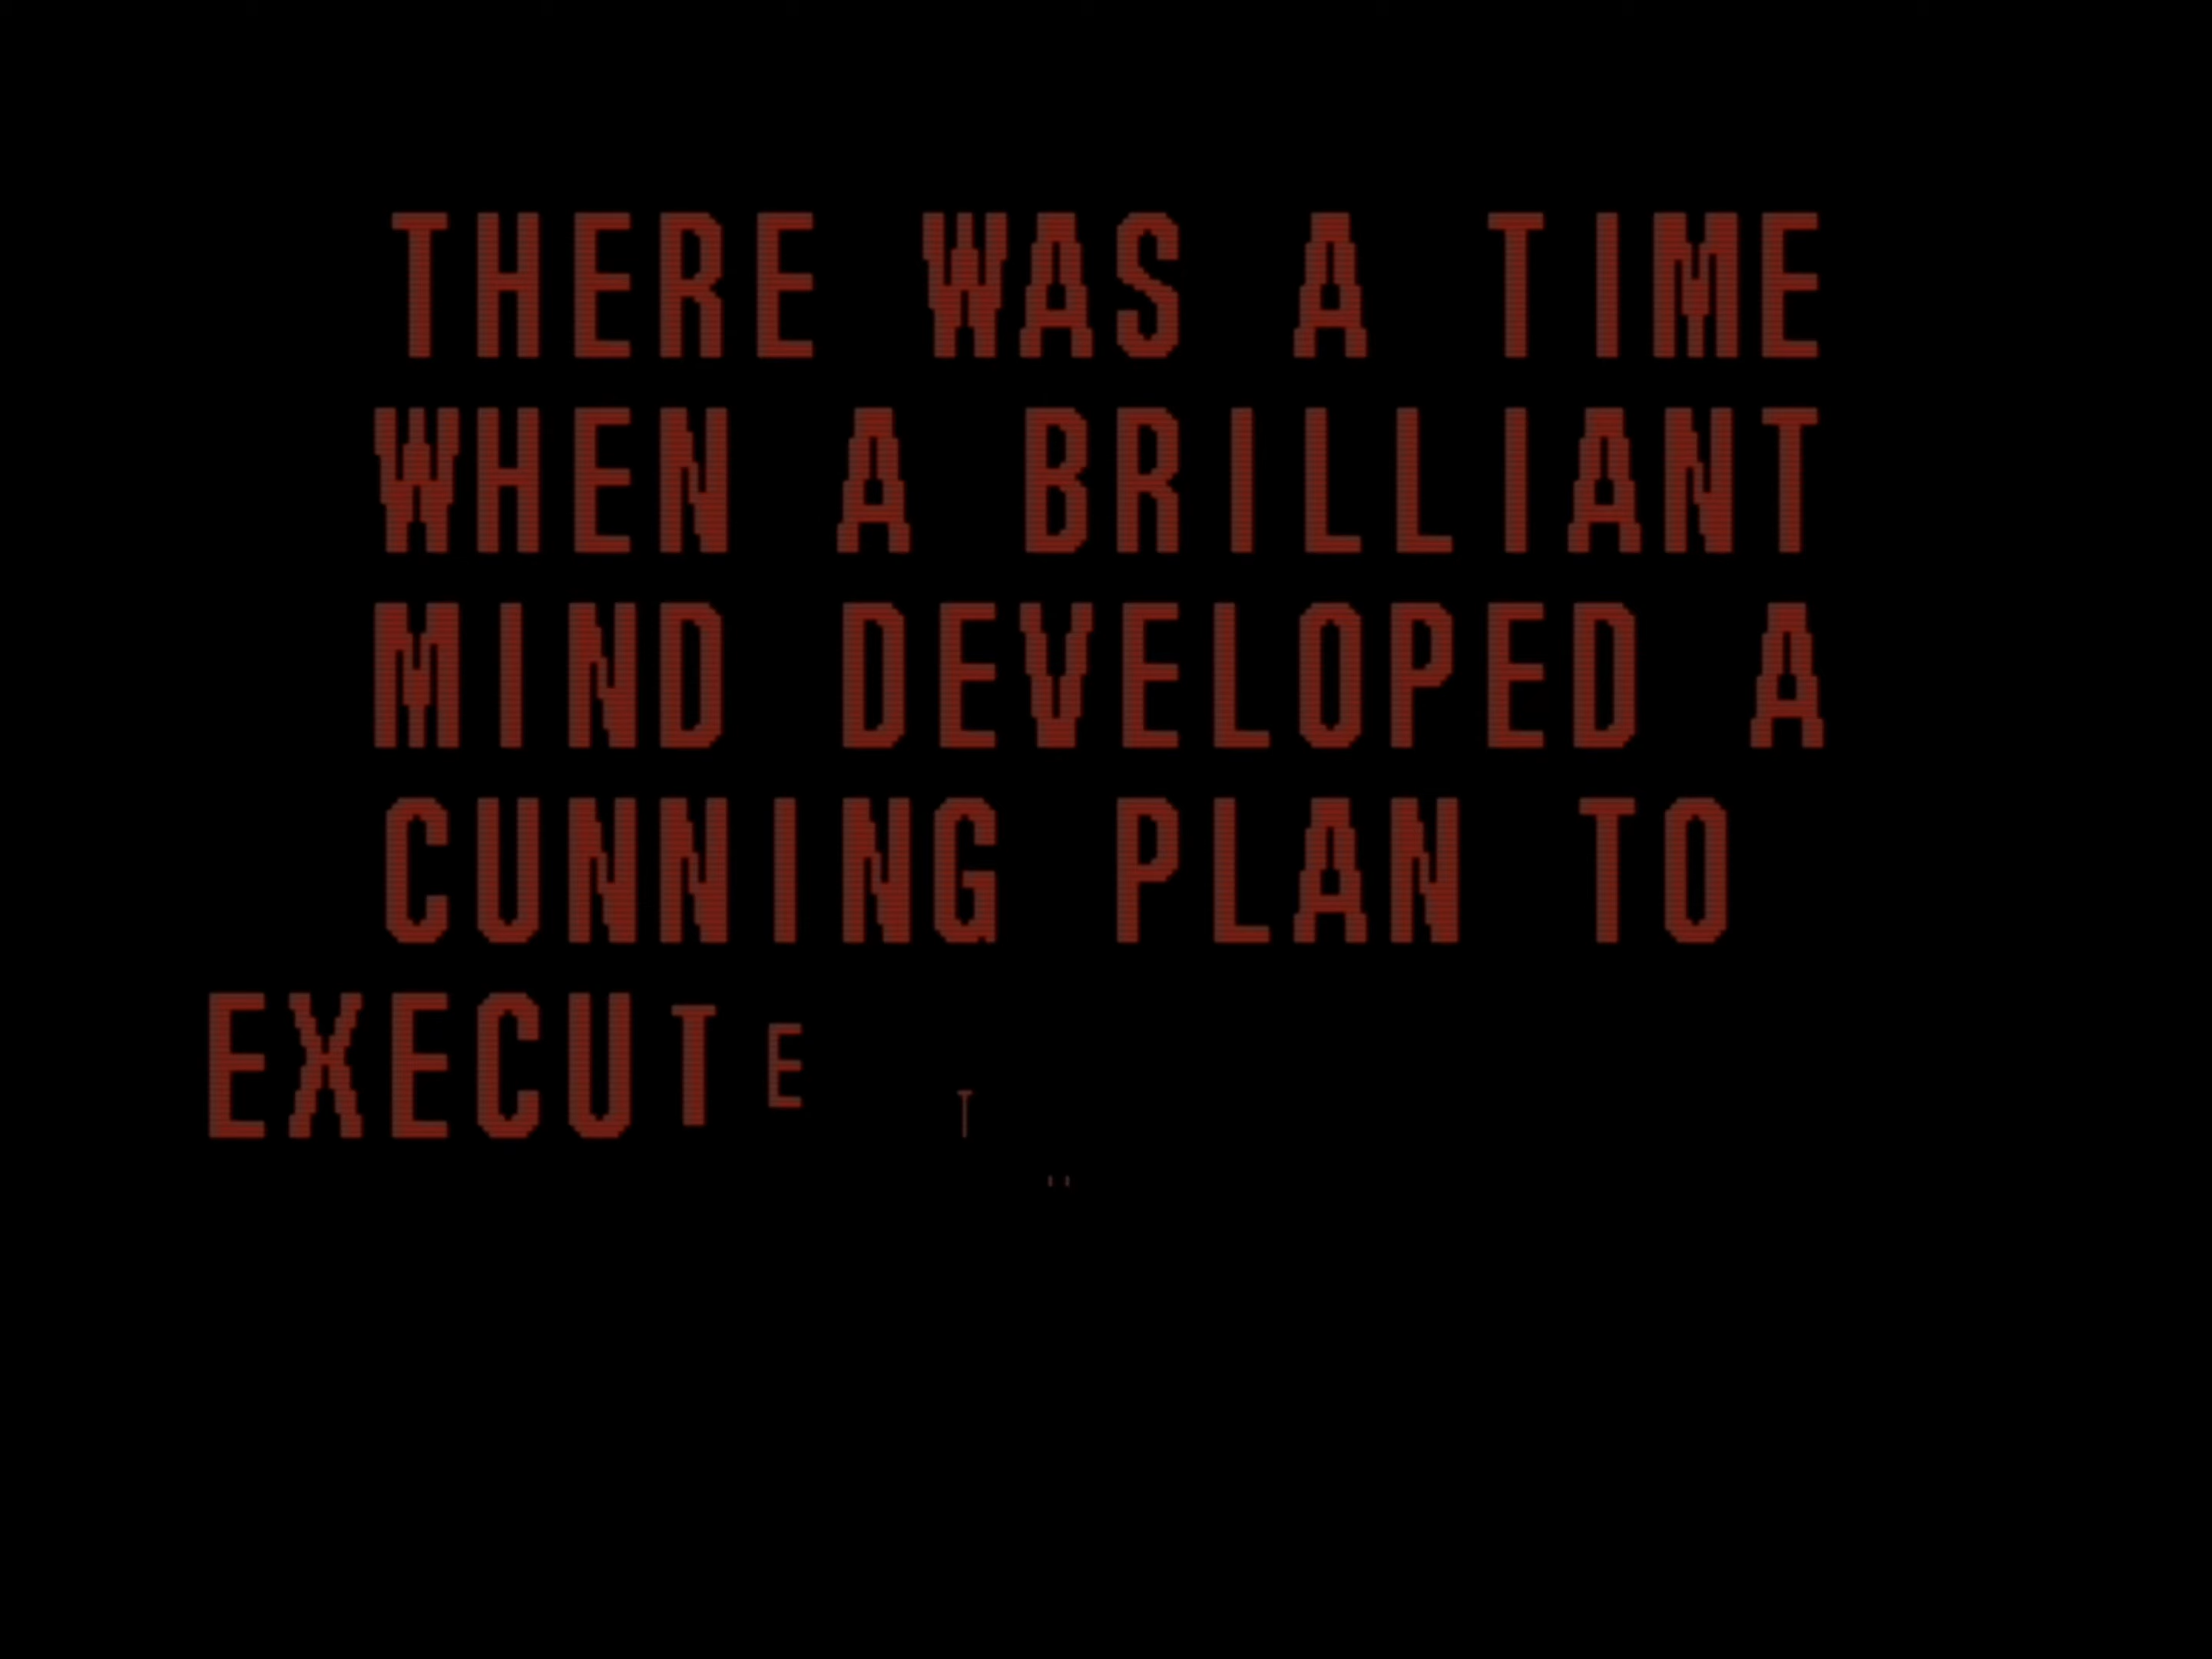 THERE WAS A TIME
WHEN A BRILLIANT
MIND DEVELOPED A
CUNNING PLAN TO
EXECUTE T